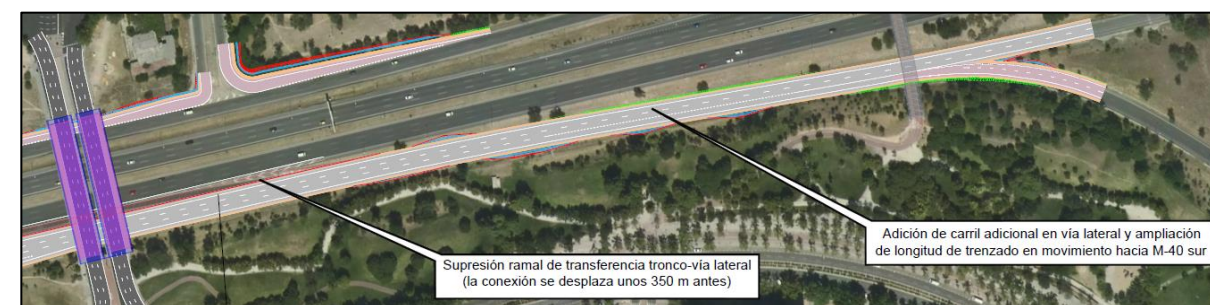 Adición de carril adicional en vía lateral y ampliación
de longitud de trenzado en movimiento hacia M-40 sur
Supresión ramal de transferencia tronco-vía lateral
(la conexión se desplaza unos 350 m antes)